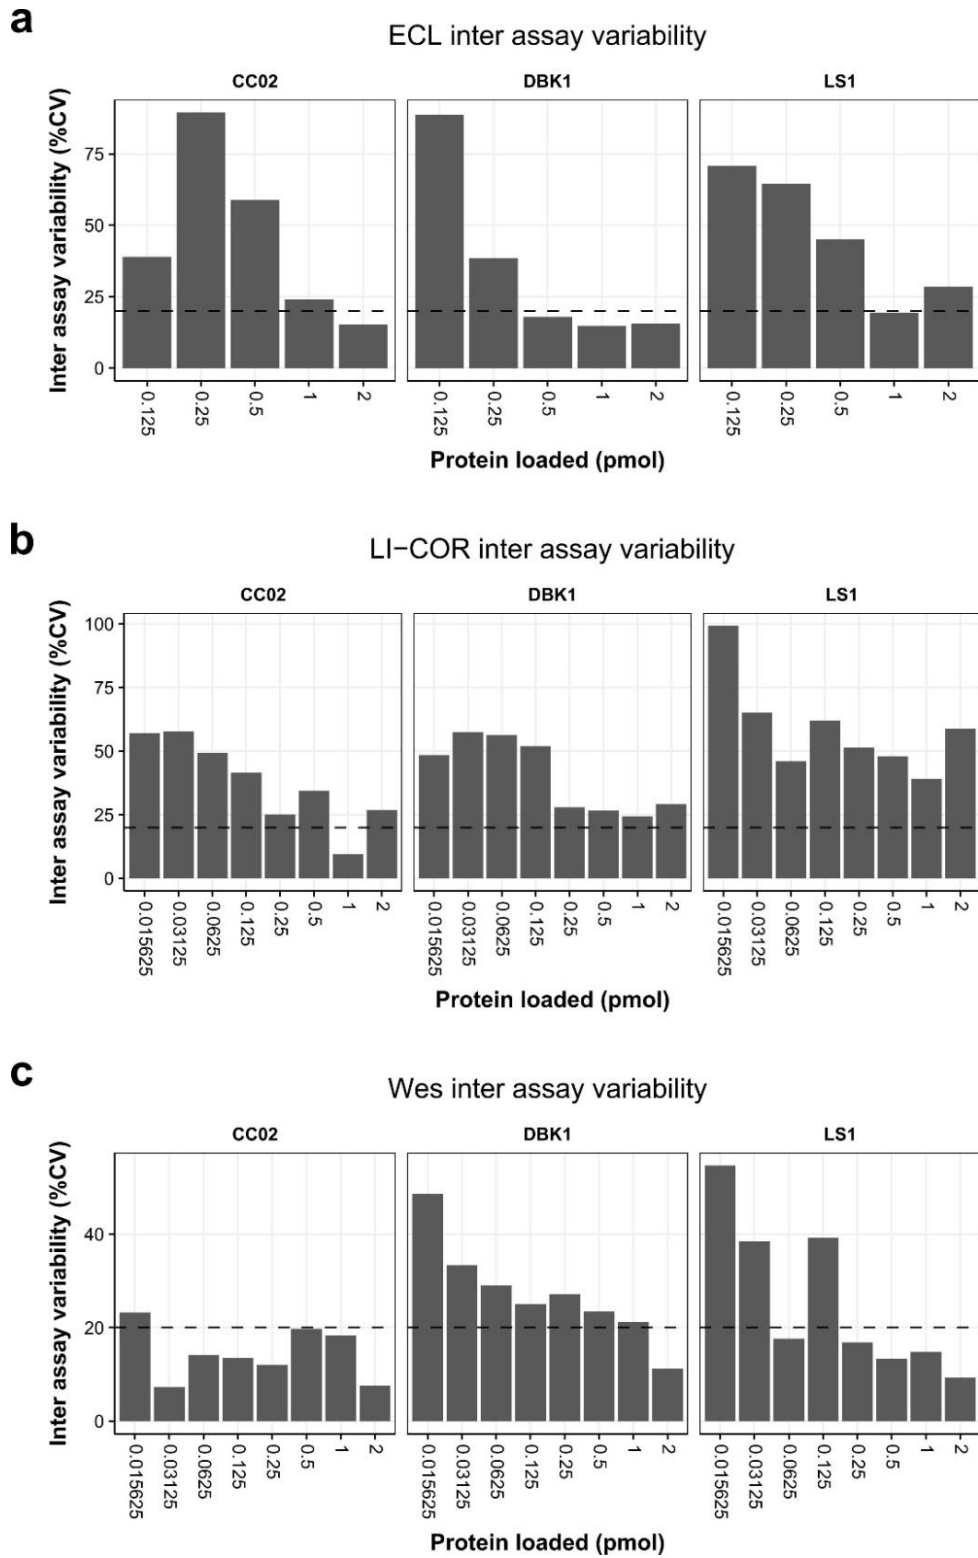 a
ECL inter assay variability
CC02 DBK1 LS1
Inter assay variability (%CV)
75
50
25
0
0.125 0.25 0.5 1 2 0.125 0.25 0.5 1 2 0.125 0.25 0.5 1 2
Protein loaded (pmol)
b
LI−COR inter assay variability
CC02 DBK1 LS1
Inter assay variability (%CV)
100
75
50
25
0
0.015625 0.03125 0.0625 0.125 0.25 0.5 1 2 0.015625 0.03125 0.0625 0.125 0.25 0.5 1 2 0.015625 0.03125 0.0625 0.125 0.25 0.5 1 2
Protein loaded (pmol)
c
Wes inter assay variability
CC02 DBK1 LS1
Inter assay variability (%CV)
40
20
0
0.015625 0.03125 0.0625 0.125 0.25 0.5 1 2 0.015625 0.03125 0.0625 0.125 0.25 0.5 1 2 0.015625 0.03125 0.0625 0.125 0.25 0.5 1 2
Protein loaded (pmol)